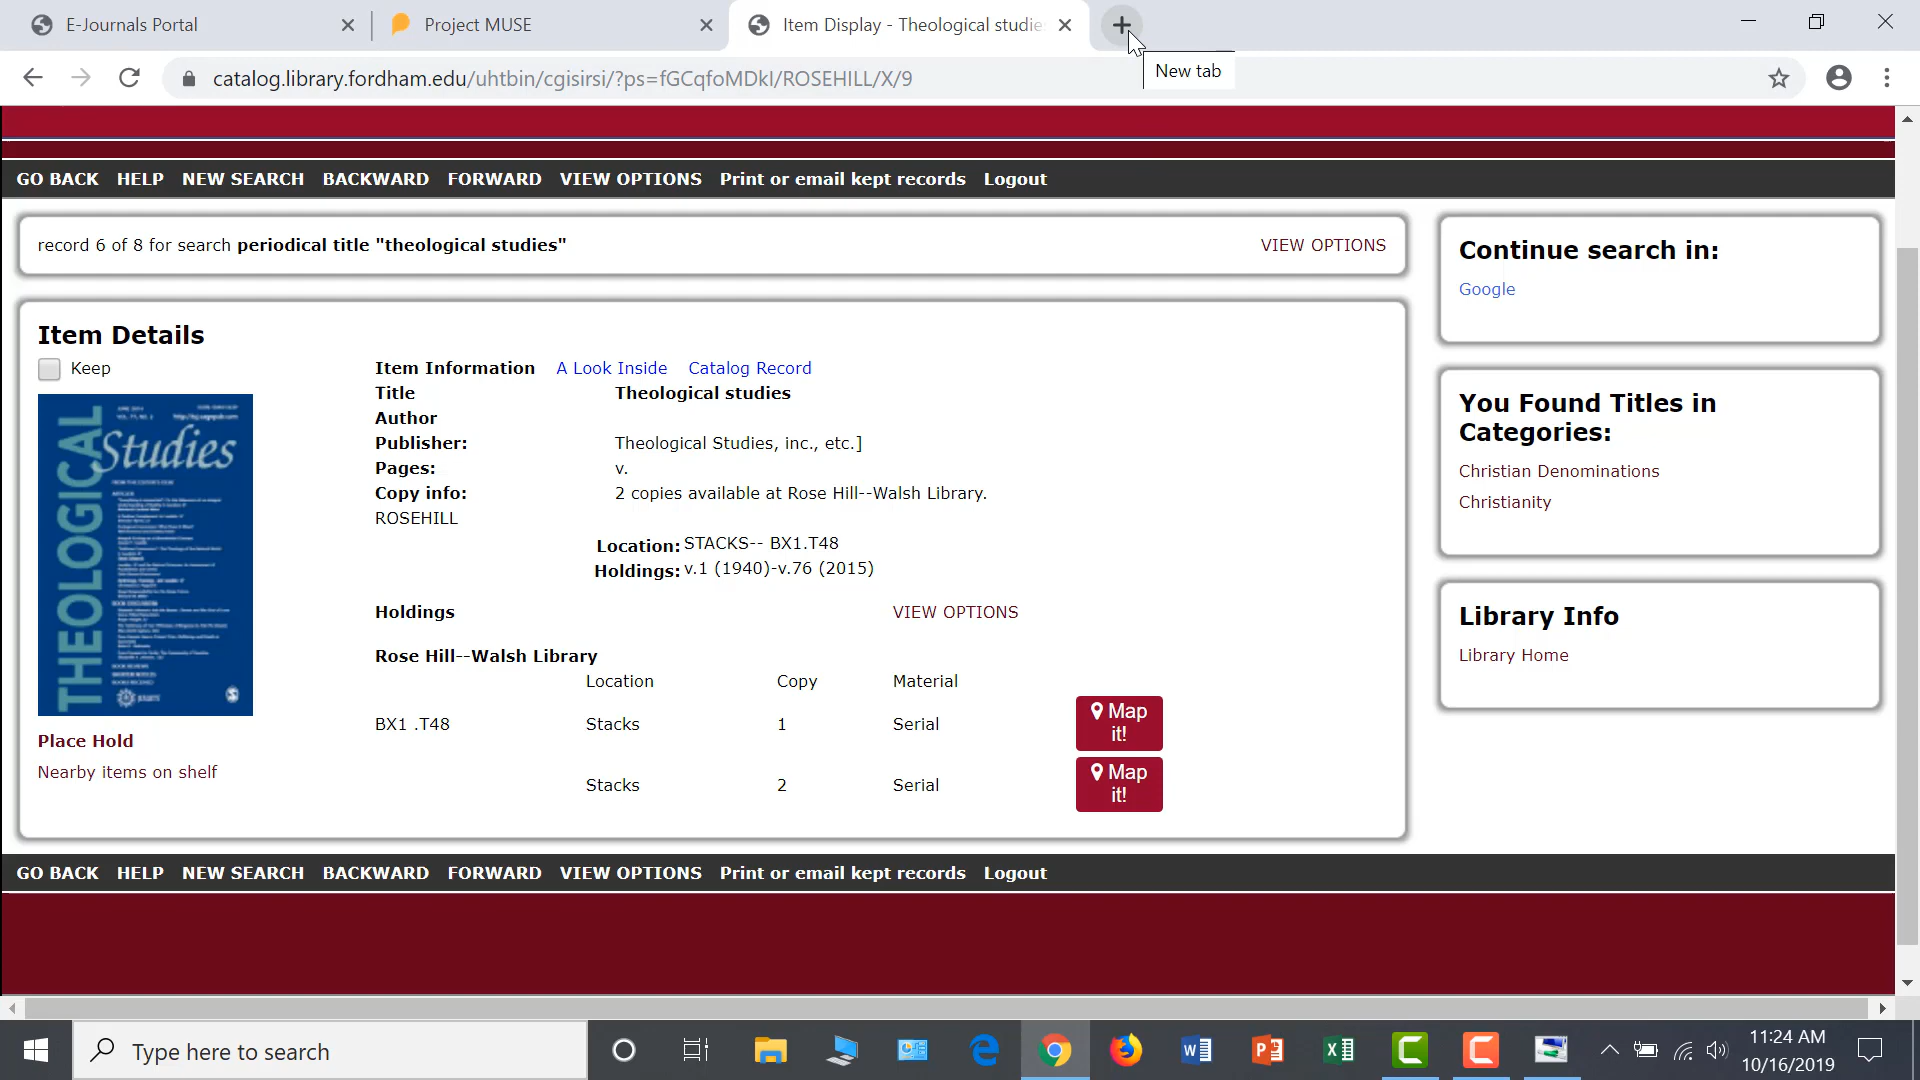 E-Journals Portal
Project MUSE
Item Display - Theological studie
New tab
catalog.library.fordham.edu/uhtbin/cgisirsi/?ps=fGCqfoMDkI/ROSEHILL/X/9
GO BACK HELP NEW SEARCH BACKWARD FORWARD VIEW OPTIONS Print or email kept records Logout
record 6 of 8 for search periodical title "theological studies"
VIEW OPTIONS
Item Details
Keep
THEOLOGICAL
Studies
Place Hold
Nearby items on shelf
Item Information A Look Inside Catalog Record
Title Theological studies
Author
Publisher: Theological Studies, inc., etc.]
Pages: v.
Copy info: 2 copies available at Rose Hill--Walsh Library.
ROSEHILL
Location: STACKS-- BX1.T48
Holdings: v.1 (1940)-v.76 (2015)
Holdings VIEW OPTIONS
Rose Hill--Walsh Library
Location Copy Material
BX1 .T48 Stacks 1 Serial
Map it!
Stacks 2 Serial
Map it!
Continue search in:
Google
You Found Titles in
Categories:
Christian Denominations
Christianity
Library Info
Library Home
GO BACK HELP NEW SEARCH BACKWARD FORWARD VIEW OPTIONS Print or email kept records Logout
Type here to search
11:24 AM
10/16/2019